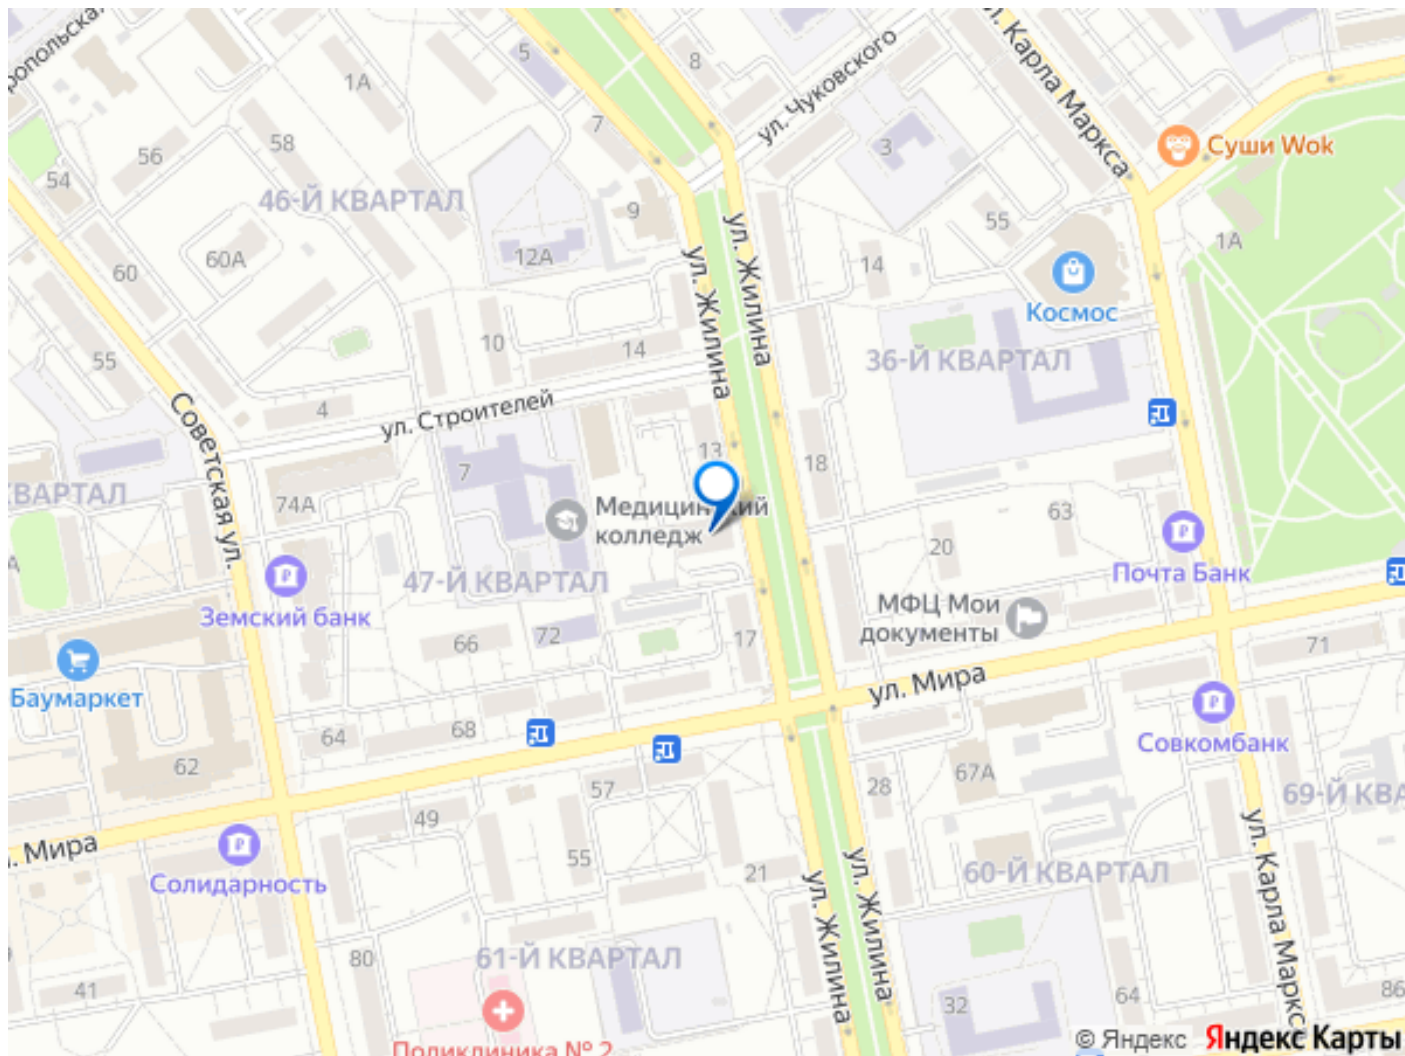 5
8
ул. Чуковского
ул. Карла Маркса
1А
Суши Wok
7
3
58
56
54
46-Й КВАРТАЛ
9
55
1А
60А
60
12А
ул. Жилина
ул. Жилина
14
Космос
10
14
36-Й КВАРТАЛ
55
4
ул. Строителей
Советская ул.
13
18
7
КВАРТАЛ
74А
Медицинский
колледж
63
20
Почта Банк
47-Й КВАРТАЛ
Земский банк
МФЦ Мои
документы
66
72
17
71
Баумаркет
ул. Мира
64
68
Совкомбанк
62
67А
57
28
69-Й КВА
49
. Мира
ул. Карла Маркс
55
21
60-Й КВАРТАЛ
Солидарность
ул. Жилина
ул. Жилина
80
61-Й КВАРТАЛ
41
32
64
86
Поликлиника № 2
© Яндекс Яндекс Карты